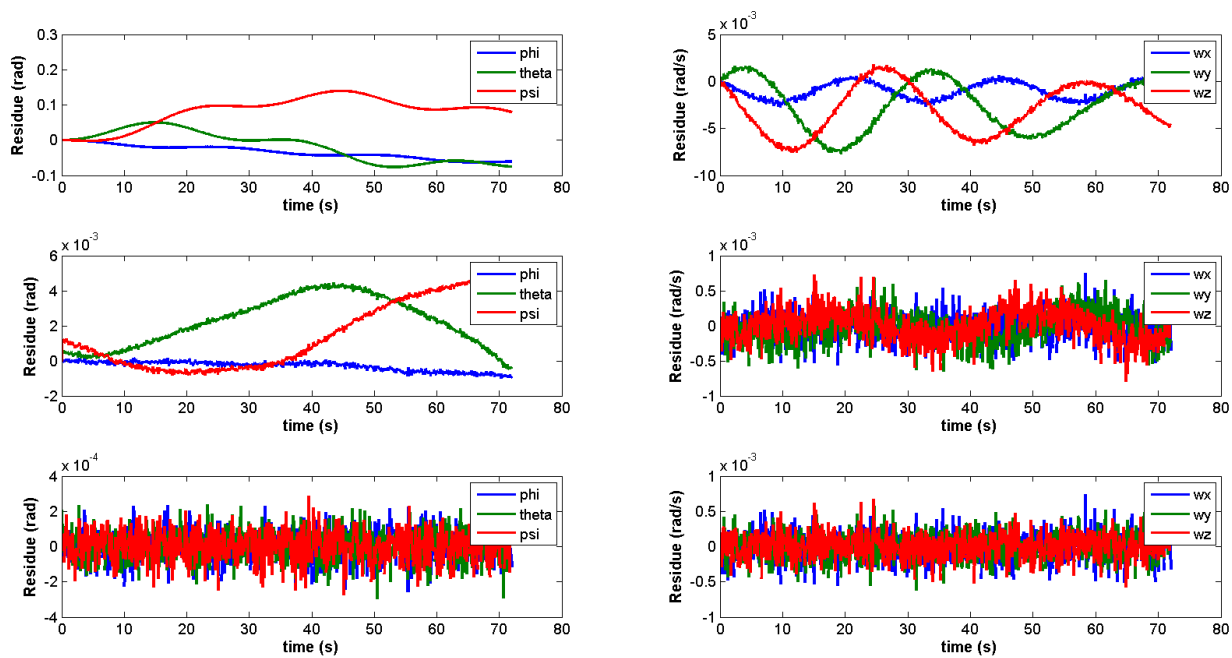 0.3
0.2
0.1
0
-0.1
Residue (rad)
phi
theta
psi
0 10 20 30 40 50 60 70 80
time (s)
x 10-3
5
0
-5
-10
Residue (rad/s)
wx
wy
wz
0 10 20 30 40 50 60 70 80
time (s)
x 10-3
6
4
2
0
-2
Residue (rad)
phi
theta
psi
0 10 20 30 40 50 60 70 80
time (s)
x 10-3
1
0.5
0
-0.5
-1
Residue (rad/s)
wx
wy
wz
0 10 20 30 40 50 60 70 80
time (s)
x 10-4
4
2
0
-2
-4
Residue (rad)
phi
theta
psi
0 10 20 30 40 50 60 70 80
time (s)
x 10-3
1
0.5
0
-0.5
-1
Residue (rad/s)
wx
wy
wz
0 10 20 30 40 50 60 70 80
time (s)